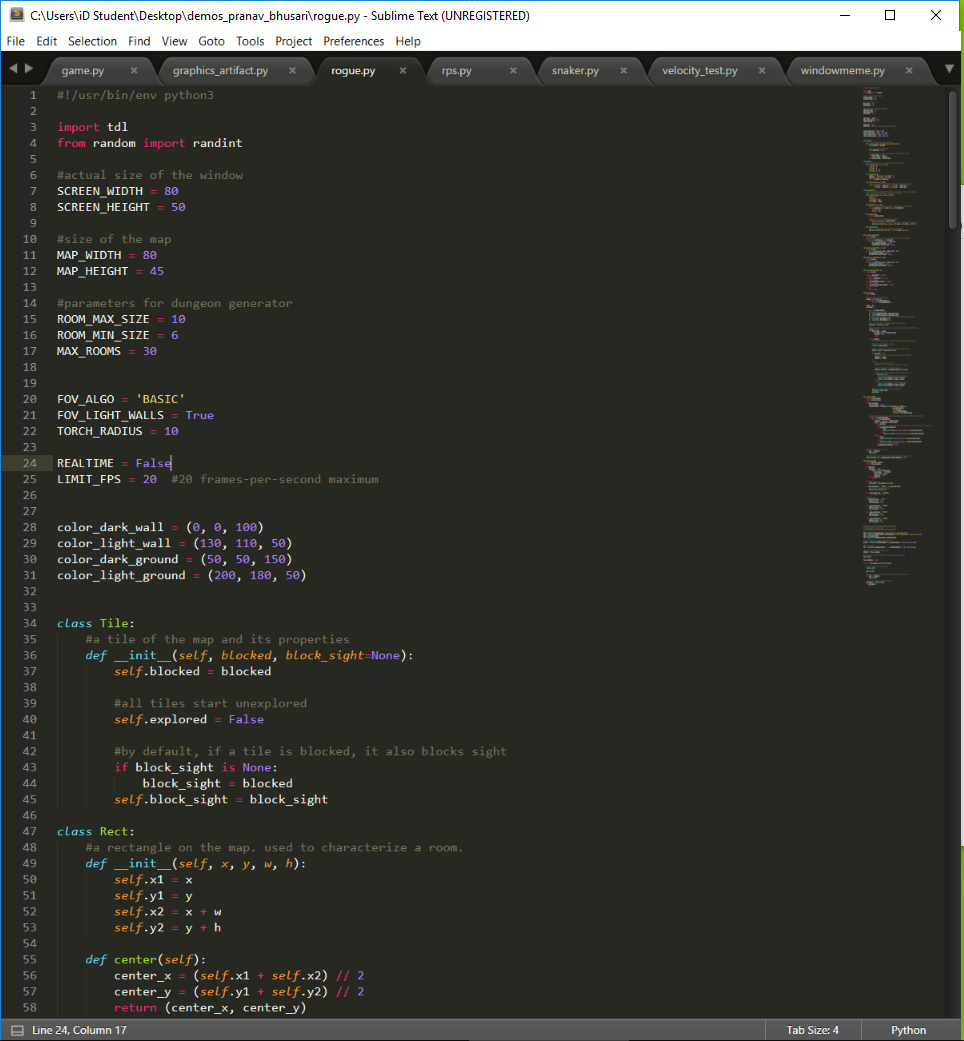 C:\Users\iD Student\Desktop\demos_pranav_bhusari\rogue.py - Sublime Text (UNREGISTERED)
File Edit Selection Find View Goto Tools Project Preferences Help
game.py × graphics_artifact.py × rogue.py × rps.py × snaker.py × velocity_test.py × windowmeme.py ×
1 #!/usr/bin/env python3
2
3 import tdl
4 from random import randint
5
6 #actual size of the window
7 SCREEN_WIDTH = 80
8 SCREEN_HEIGHT = 50
9
10 #size of the map
11 MAP_WIDTH = 80
12 MAP_HEIGHT = 45
13
14 #parameters for dungeon generator
15 ROOM_MAX_SIZE = 10
16 ROOM_MIN_SIZE = 6
17 MAX_ROOMS = 30
18
19
20 FOV_ALGO = 'BASIC'
21 FOV_LIGHT_WALLS = True
22 TORCH_RADIUS = 10
23
24 REALTIME = False
25 LIMIT_FPS = 20  #20 frames-per-second maximum
26
27
28 color_dark_wall = (0, 0, 100)
29 color_light_wall = (130, 110, 50)
30 color_dark_ground = (50, 50, 150)
31 color_light_ground = (200, 180, 50)
32
33
34 class Tile:
35     #a tile of the map and its properties
36     def __init__(self, blocked, block_sight=None):
37         self.blocked = blocked
38
39         #all tiles start unexplored
40         self.explored = False
41
42         #by default, if a tile is blocked, it also blocks sight
43         if block_sight is None:
44             block_sight = blocked
45         self.block_sight = block_sight
46
47 class Rect:
48     #a rectangle on the map. used to characterize a room.
49     def __init__(self, x, y, w, h):
50         self.x1 = x
51         self.y1 = y
52         self.x2 = x + w
53         self.y2 = y + h
54
55     def center(self):
56         center_x = (self.x1 + self.x2) // 2
57         center_y = (self.y1 + self.y2) // 2
58         return (center_x, center_y)
Line 24, Column 17 Tab Size: 4 Python